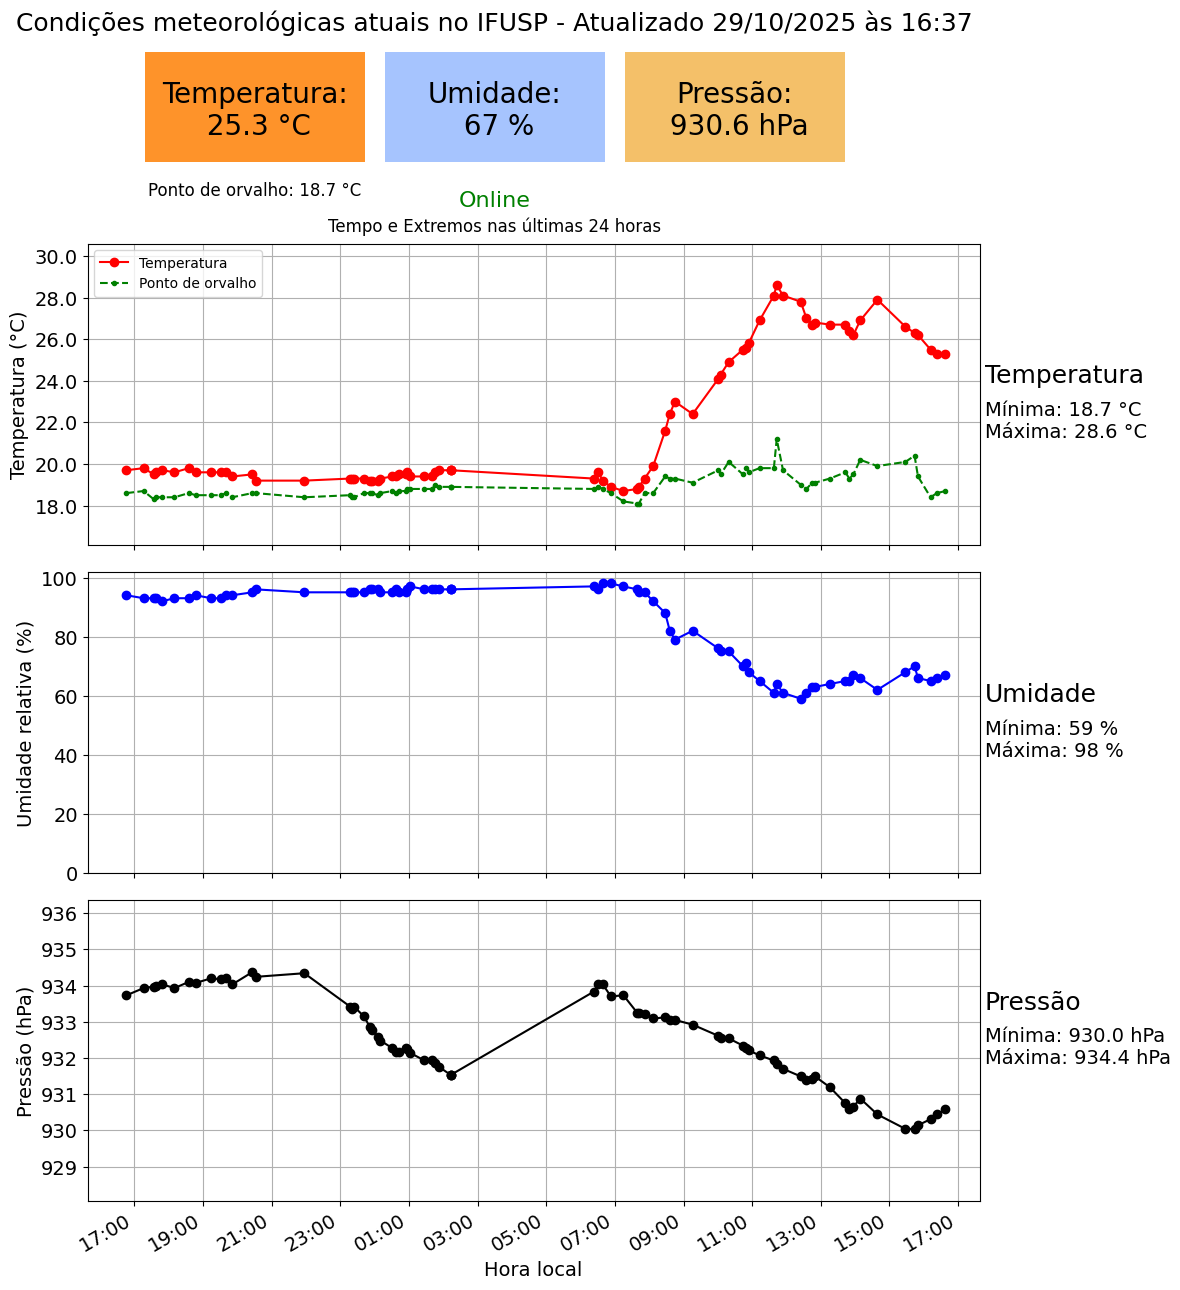 Condições meteorológicas atuais no IFUSP - Atualizado 29/10/2025 às 16:37
Temperatura:
25.3 °C
Umidade:
67 %
Pressão:
930.6 hPa
Ponto de orvalho: 18.7 °C
Online
Tempo e Extremos nas últimas 24 horas
Temperatura
Ponto de orvalho
Temperatura (°C)
30.0
28.0
26.0
24.0
22.0
20.0
18.0
Temperatura
Mínima: 18.7 °C
Máxima: 28.6 °C
Umidade relativa (%)
100
80
60
40
20
0
Umidade
Mínima: 59 %
Máxima: 98 %
Pressão (hPa)
936
935
934
933
932
931
930
929
Pressão
Mínima: 930.0 hPa
Máxima: 934.4 hPa
17:00 19:00 21:00 23:00 01:00 03:00 05:00 07:00 09:00 11:00 13:00 15:00 17:00
Hora local